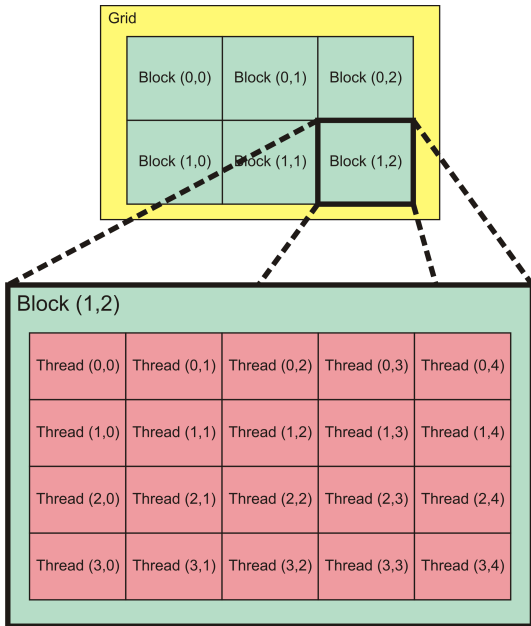 Grid
Block (0,0) Block (0,1) Block (0,2)
Block (1,0) Block (1,1) Block (1,2)
Block (1,2)
Thread (0,0) Thread (0,1) Thread (0,2) Thread (0,3) Thread (0,4)
Thread (1,0) Thread (1,1) Thread (1,2) Thread (1,3) Thread (1,4)
Thread (2,0) Thread (2,1) Thread (2,2) Thread (2,3) Thread (2,4)
Thread (3,0) Thread (3,1) Thread (3,2) Thread (3,3) Thread (3,4)